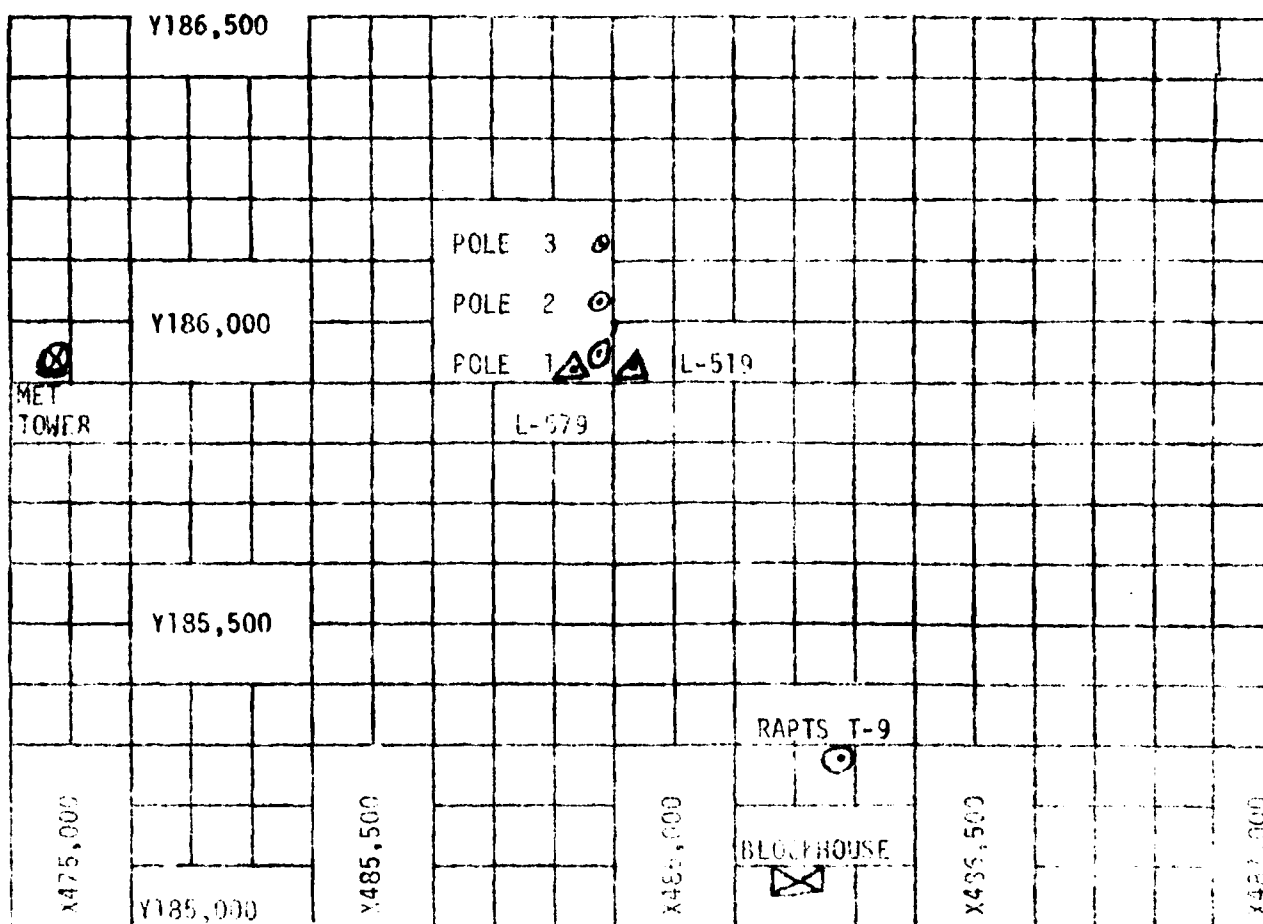 Y186,500
POLE 3
POLE 2
Y186,000
POLE 1
L-519
MET
TOWER
L-579
Y185,500
RAPTS T-9
X475,000
X485,500
X486,500
BLOCKHOUSE
Y185,000